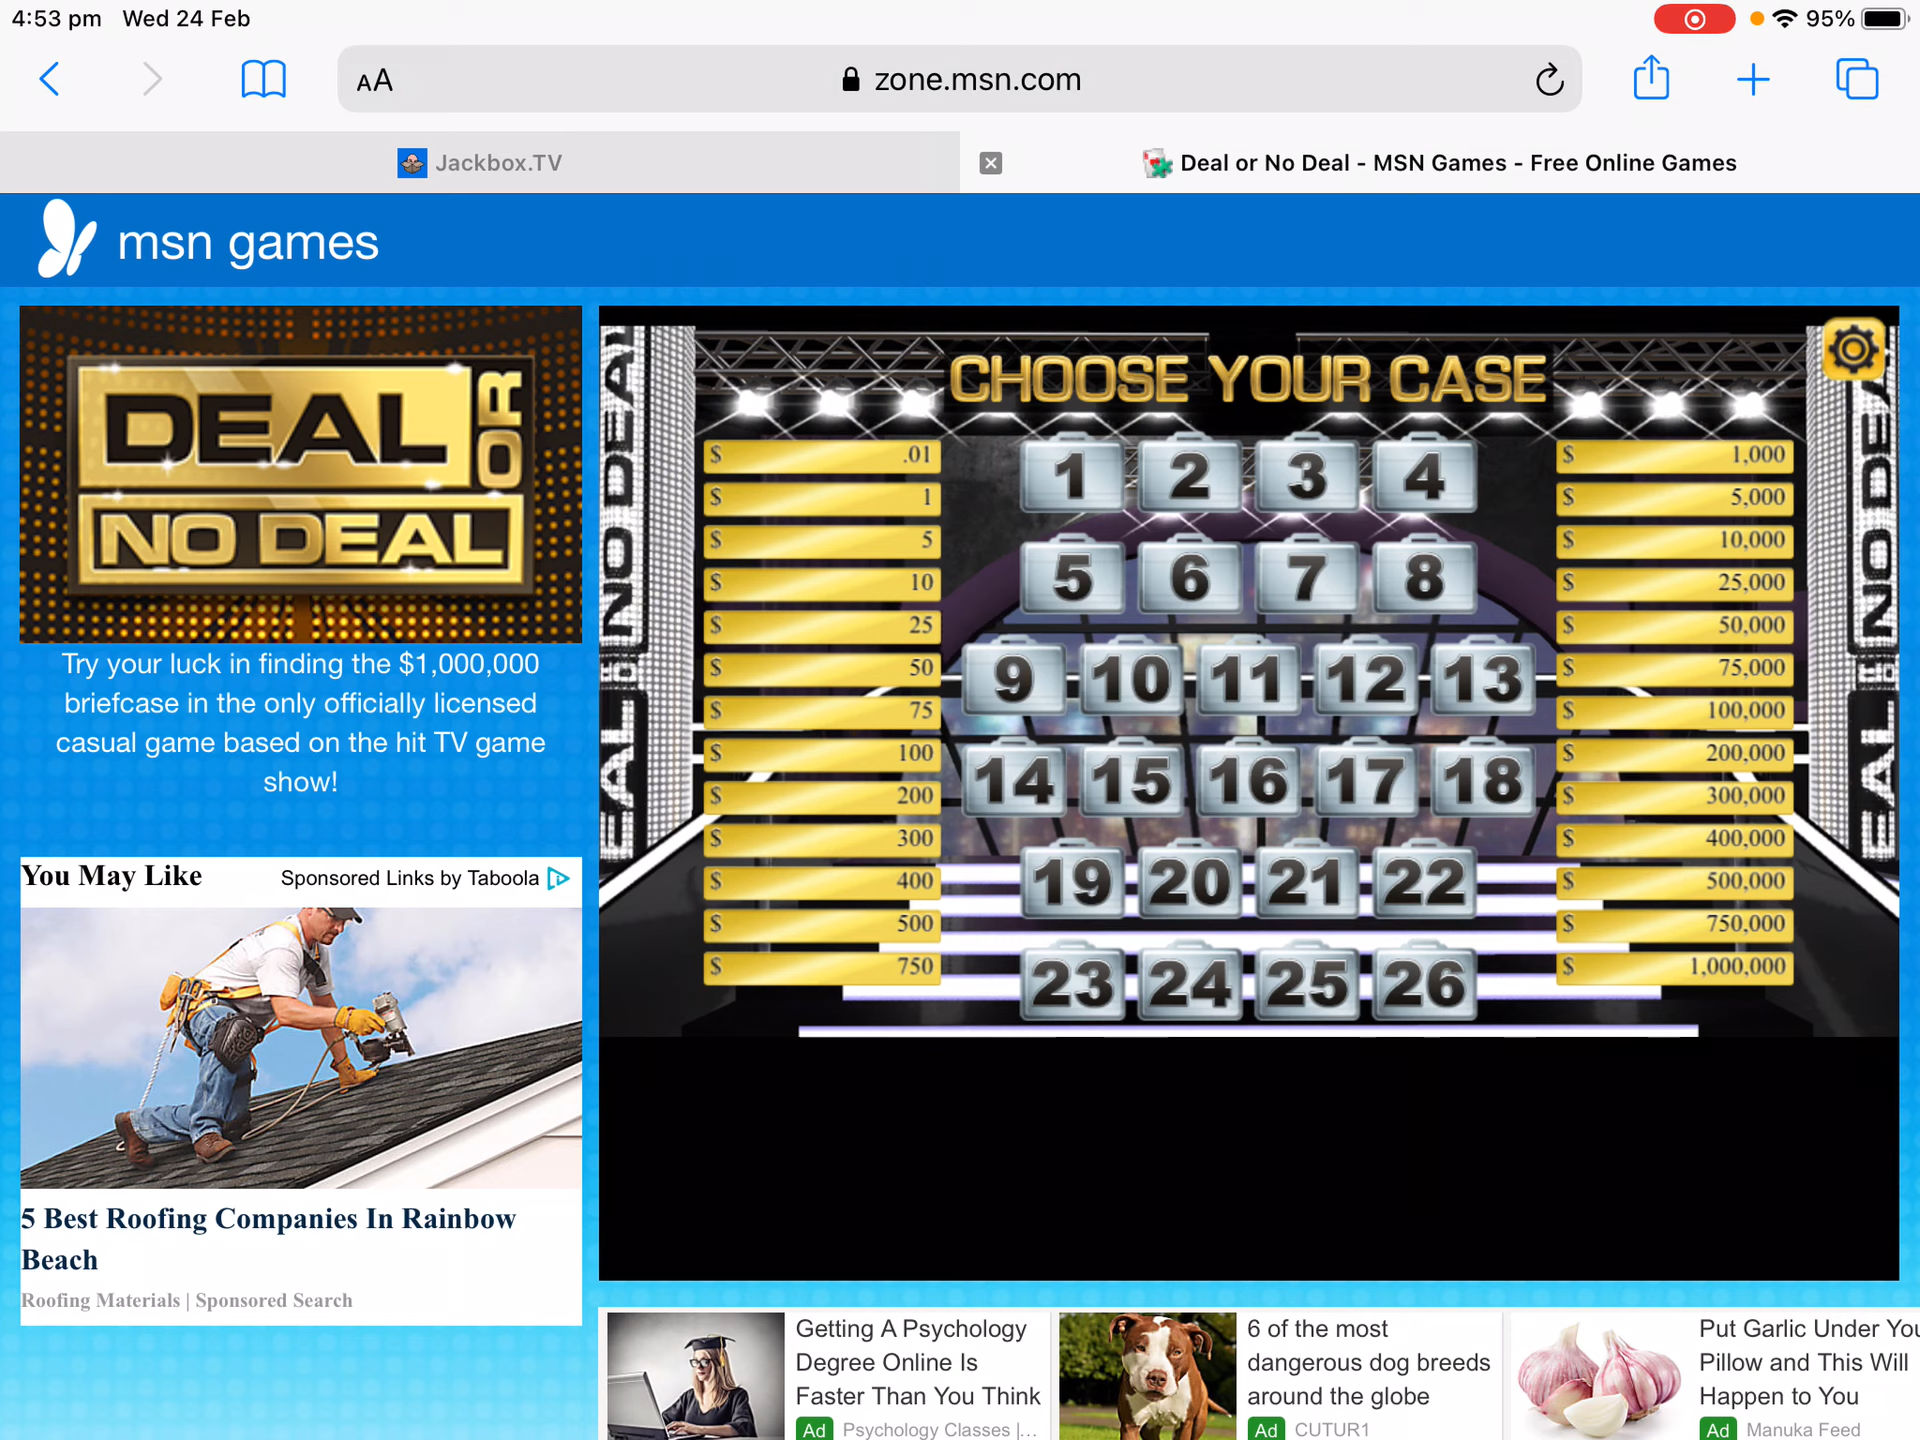 4:53 pm Wed 24 Feb
95%
AA
zone.msn.com
Jackbox.TV
Deal or No Deal - MSN Games - Free Online Games
msn games
DEAL OR
NO DEAL
Try your luck in finding the $1,000,000
briefcase in the only officially licensed
casual game based on the hit TV game
show!
You May Like
Sponsored Links by Taboola
5 Best Roofing Companies In Rainbow
Beach
Roofing Materials | Sponsored Search
CHOOSE YOUR CASE
$ .01
$ 1
$ 5
$ 10
$ 25
$ 50
$ 75
$ 100
$ 200
$ 300
$ 400
$ 500
$ 750
1 2 3 4
5 6 7 8
9 10 11 12 13
14 15 16 17 18
19 20 21 22
23 24 25 26
$ 1,000
$ 5,000
$ 10,000
$ 25,000
$ 50,000
$ 75,000
$ 100,000
$ 200,000
$ 300,000
$ 400,000
$ 500,000
$ 750,000
$ 1,000,000
NO DEAL
EAL
NO DEA
EAL
Getting A Psychology
Degree Online Is
Faster Than You Think
Ad Psychology Classes |...
6 of the most
dangerous dog breeds
around the globe
Ad CUTUR1
Put Garlic Under You
Pillow and This Will
Happen to You
Ad Manuka Feed